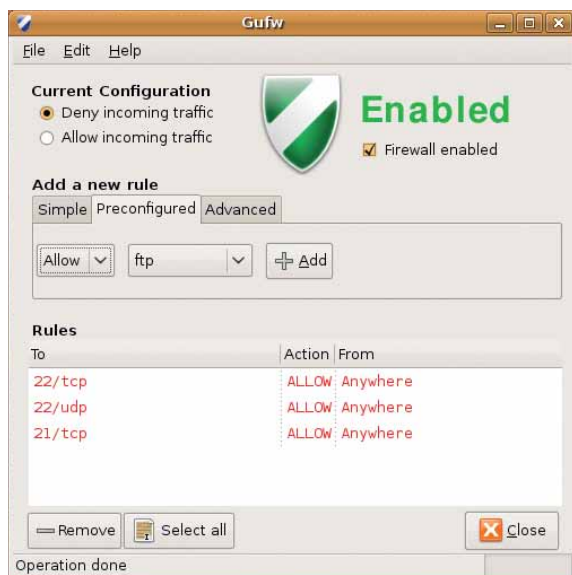 Gufw
File Edit Help
Current Configuration
Deny incoming traffic
Allow incoming traffic
Enabled
Firewall enabled
Add a new rule
Simple Preconfigured Advanced
Allow ftp Add
Rules
To Action From
22/tcp ALLOW Anywhere
22/udp ALLOW Anywhere
21/tcp ALLOW Anywhere
Remove Select all Close
Operation done